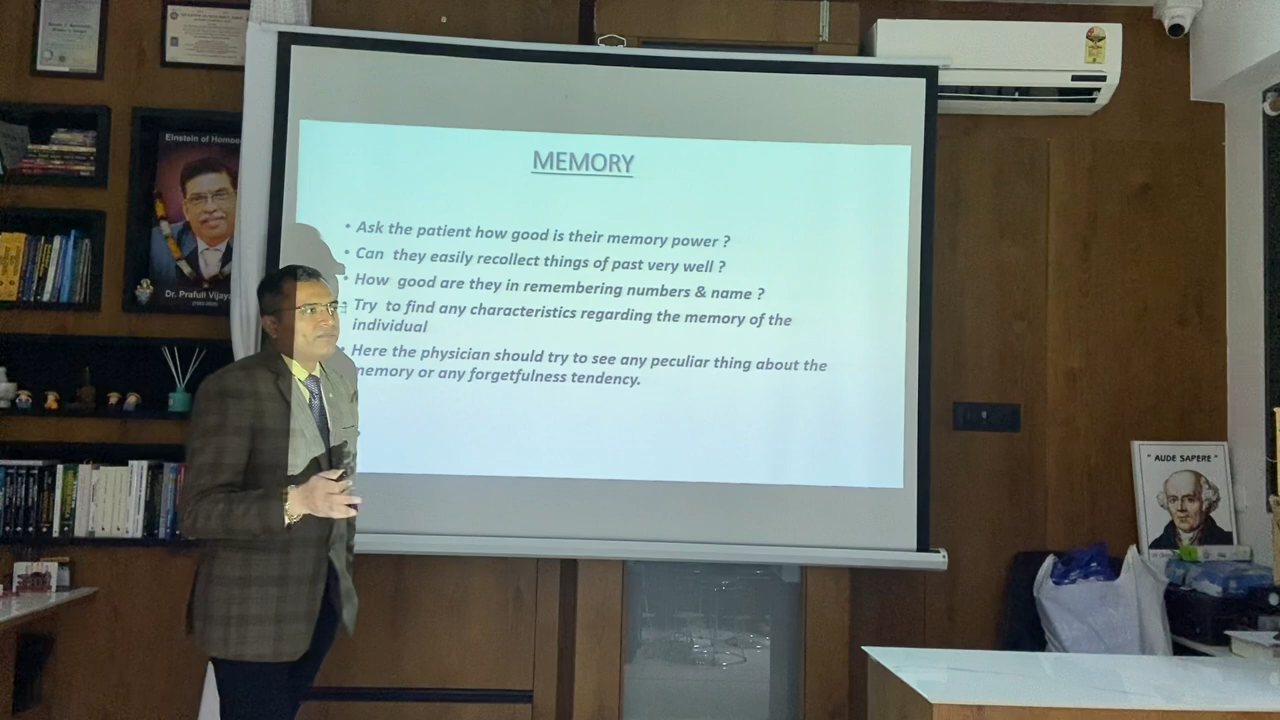 MEMORY
• Ask the patient how good is their memory power ?
• Can they easily recollect things of past very well ?
• How good are they in remembering numbers & name ?
Try to find any characteristics regarding the memory of the
individual
Here the physician should try to see any peculiar thing about the
memory or any forgetfulness tendency.
Einstein of Homeo
Dr. Prafull Vijay
" AUDE SAPERE "